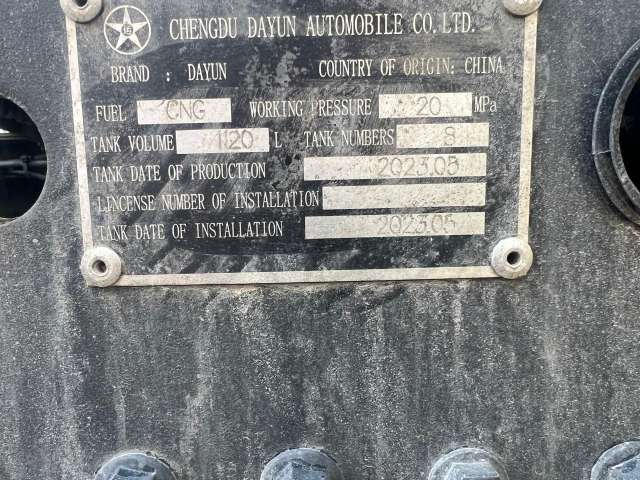 CHENGDU DAYUN AUTOMOBILE CO. LTD.
BRAND : DAYUN COUNTRY OF ORIGIN: CHINA
FUEL CNG WORKING PRESSURE 20 MPa
TANK VOLUME 120 L TANK NUMBERS 8
TANK DATE OF PRODUCTION 2023.05
LINCENSE NUMBER OF INSTALLATION
TANK DATE OF INSTALLATION 2023.05